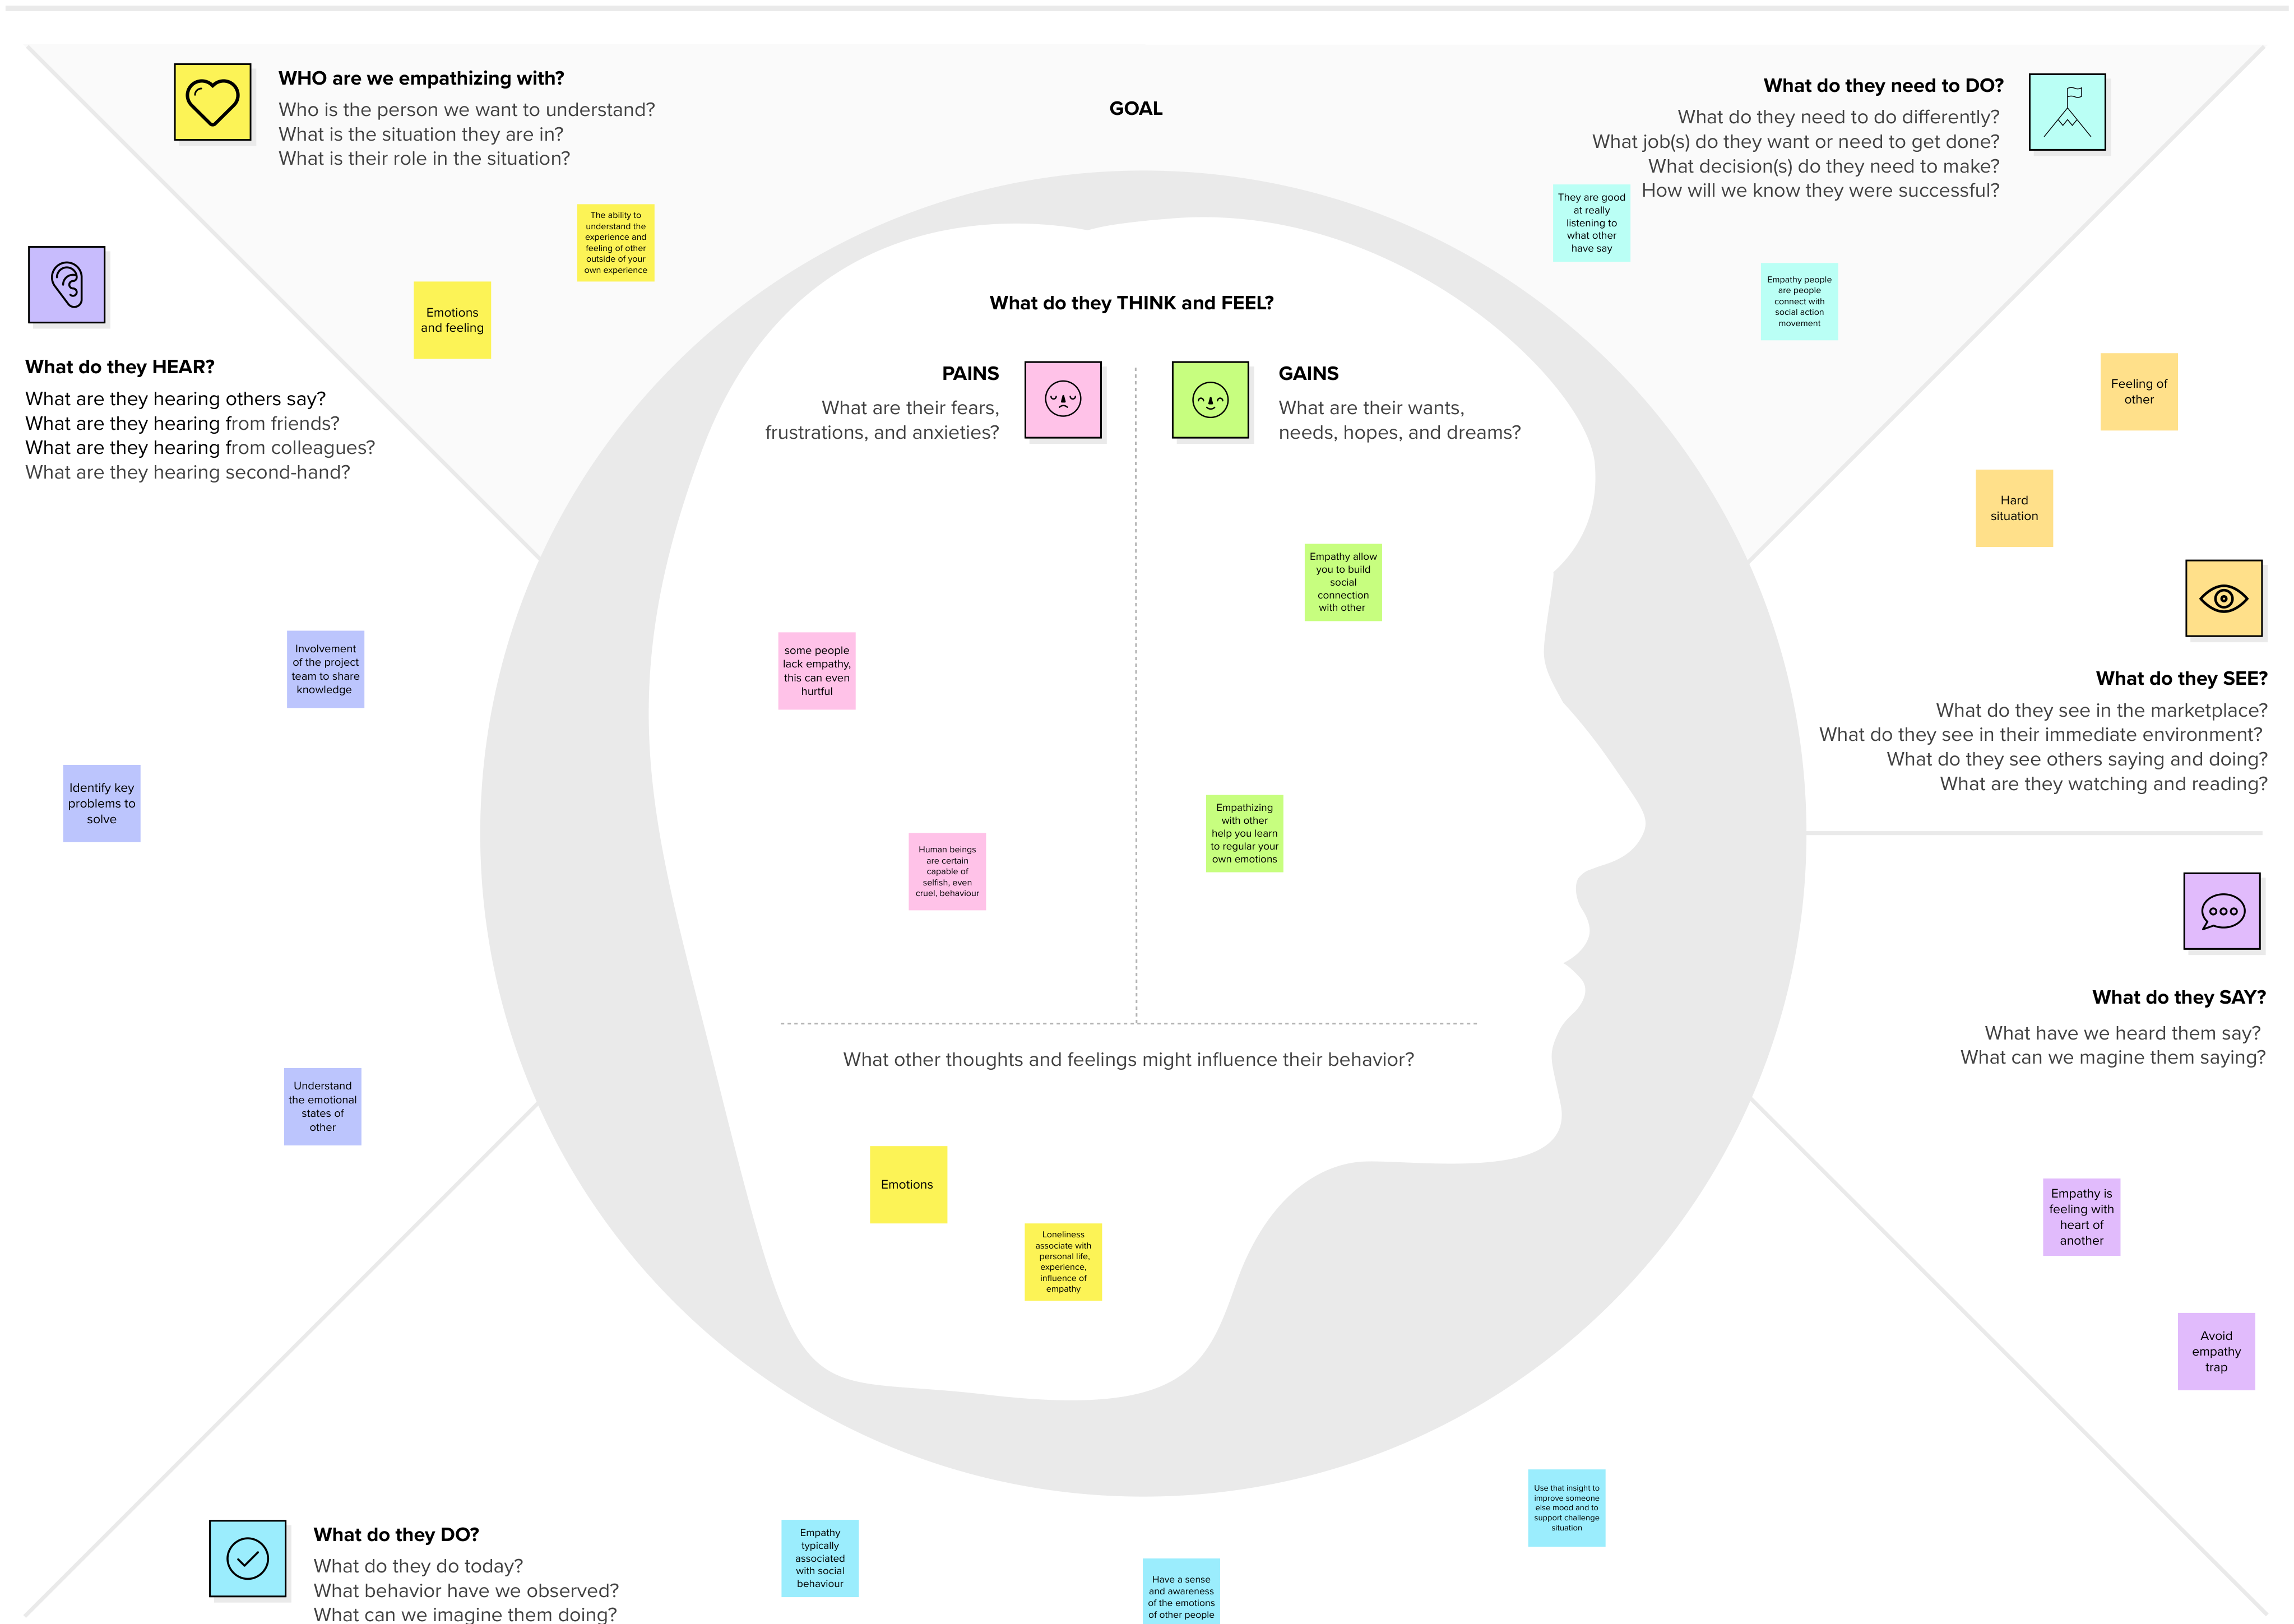 WHO are we empathizing with?
Who is the person we want to understand?
What is the situation they are in?
What is their role in the situation?
The ability to
understand the
experience and
feeling of other
outside of your
own experience
Emotions
and feeling
GOAL
What do they need to DO?
What do they need to do differently?
What job(s) do they want or need to get done?
What decision(s) do they need to make?
How will we know they were successful?
They are good
at really
listening to
what other
have say
Empathy people
are people
connect with
social action
movement
What do they HEAR?
What are they hearing others say?
What are they hearing from friends?
What are they hearing from colleagues?
What are they hearing second-hand?
Involvement
of the project
team to share
knowledge
Identify key
problems to
solve
Understand
the emotional
states of
other
What do they THINK and FEEL?
PAINS
What are their fears,
frustrations, and anxieties?
some people
lack empathy,
this can even
hurtful
Human beings
are certain
capable of
selfish, even
cruel, behaviour
GAINS
What are their wants,
needs, hopes, and dreams?
Empathy allow
you to build
social
connection
with other
Empathizing
with other
help you learn
to regular your
own emotions
What other thoughts and feelings might influence their behavior?
Emotions
Loneliness
associate with
personal life,
experience,
influence of
empathy
Feeling of
other
Hard
situation
What do they SEE?
What do they see in the marketplace?
What do they see in their immediate environment?
What do they see others saying and doing?
What are they watching and reading?
What do they SAY?
What have we heard them say?
What can we magine them saying?
Empathy is
feeling with
heart of
another
Avoid
empathy
trap
What do they DO?
What do they do today?
What behavior have we observed?
What can we imagine them doing?
Empathy
typically
associated
with social
behaviour
Have a sense
and awareness
of the emotions
of other people
Use that insight to
improve someone
else mood and to
support challenge
situation